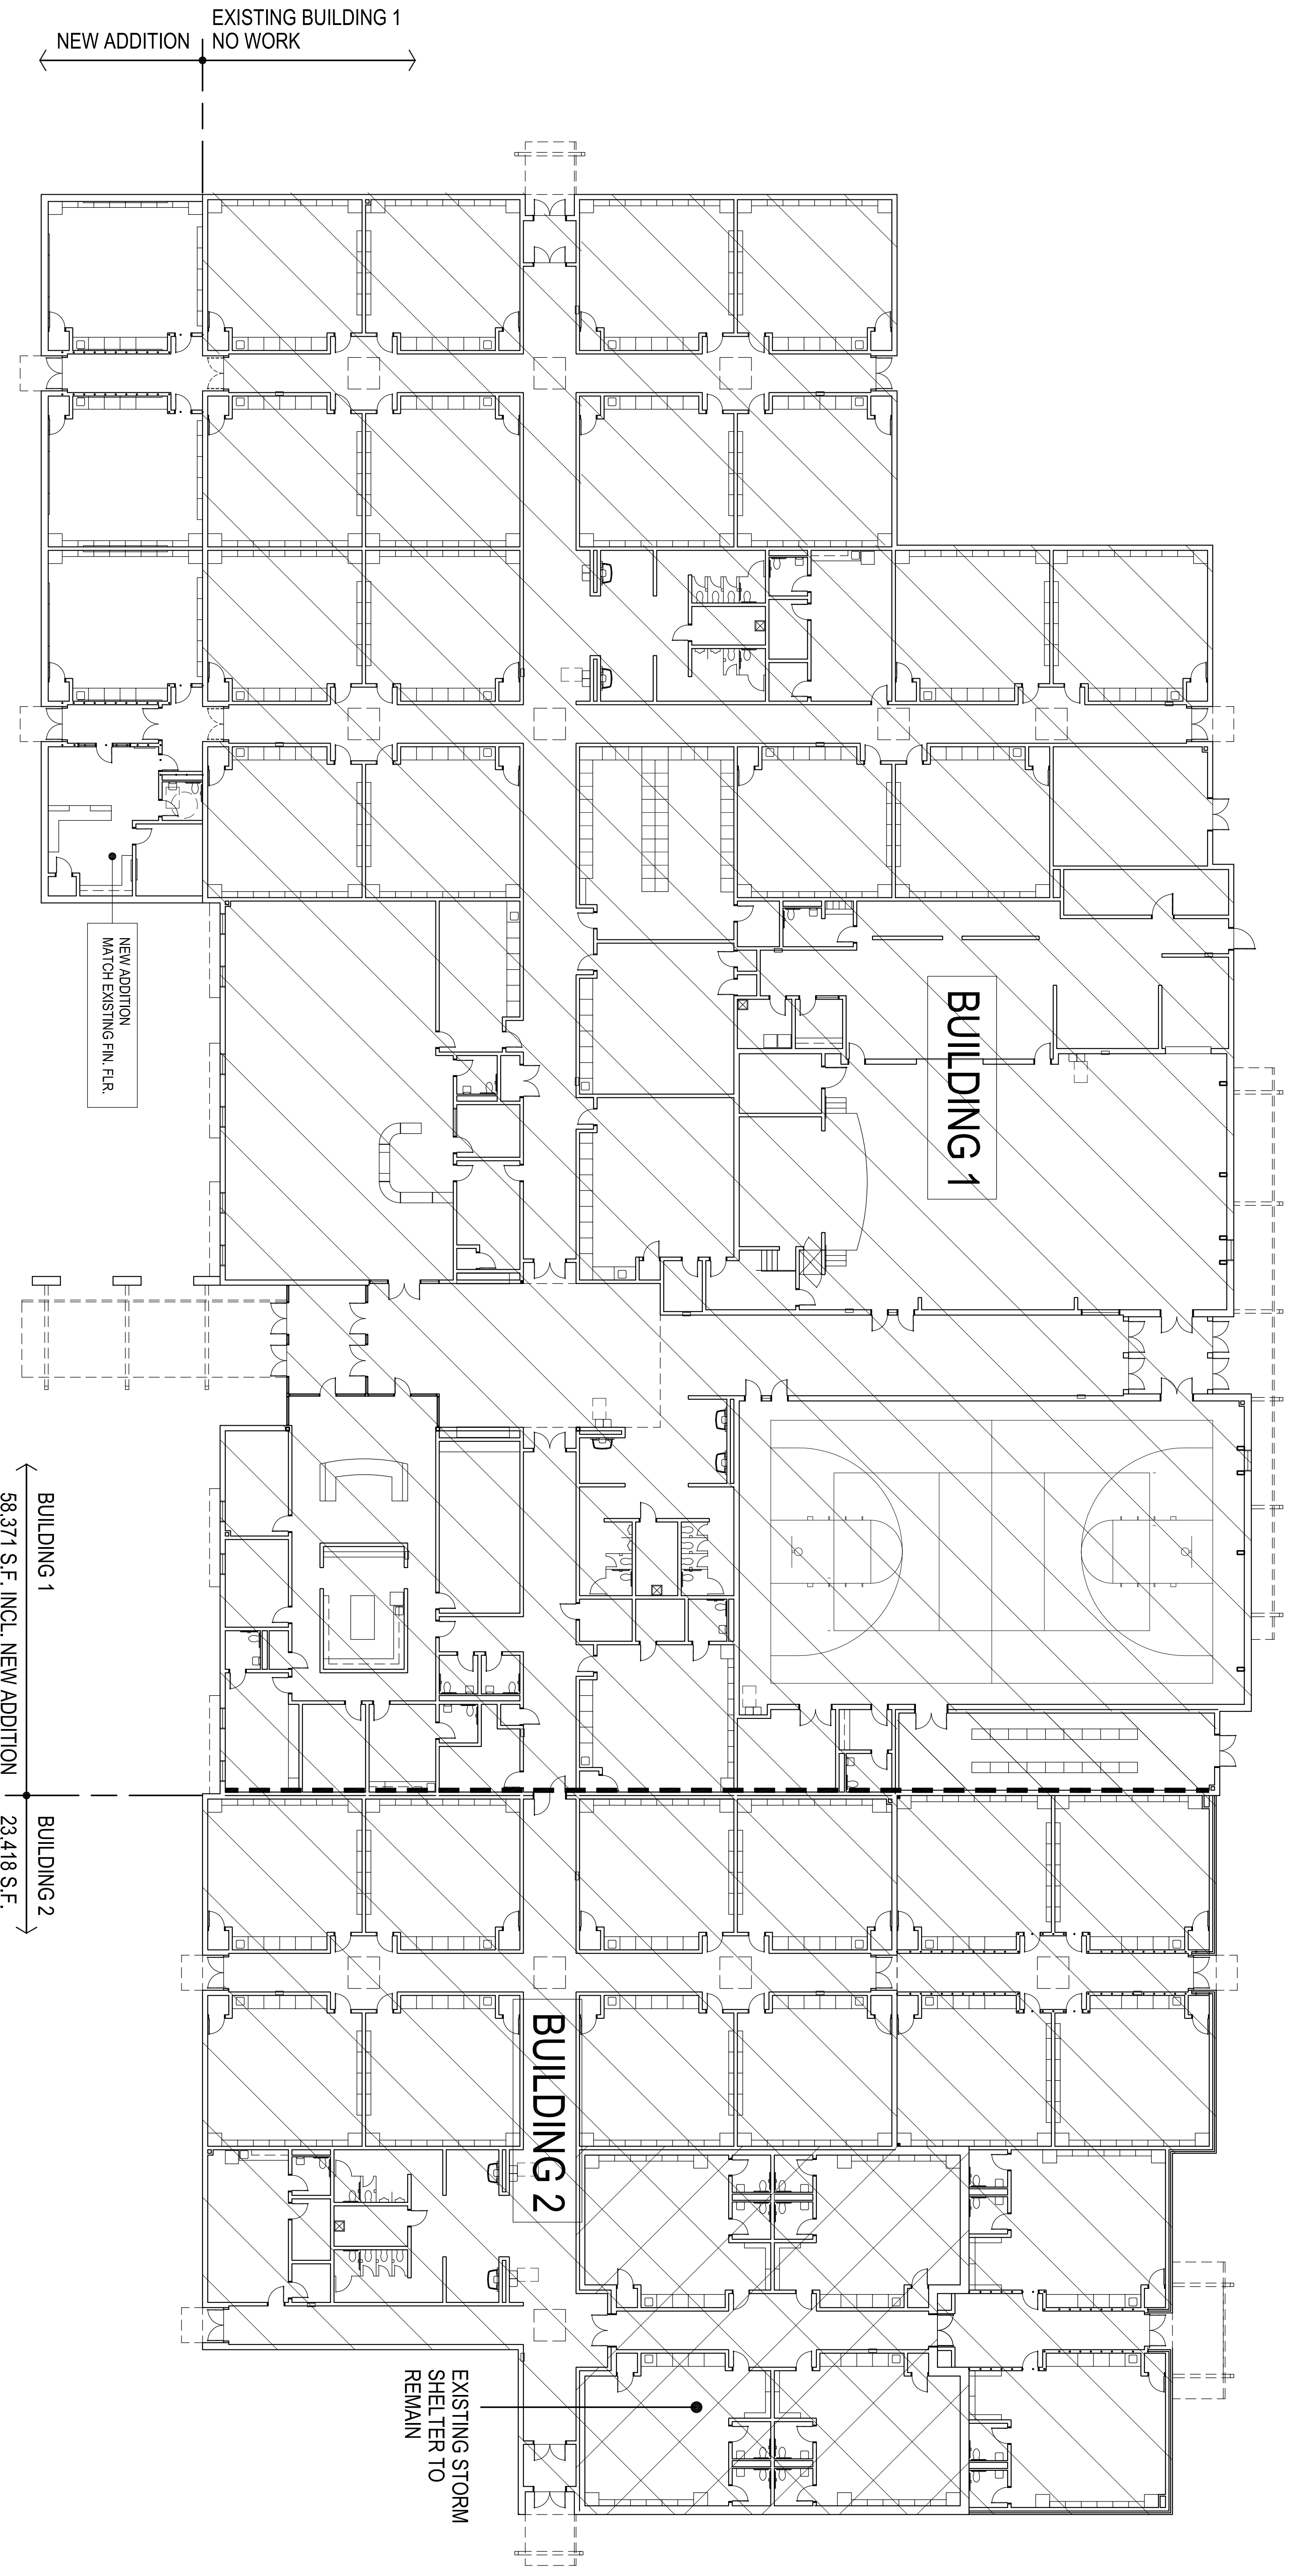 EXISTING BUILDING 1
NEW ADDITION
NO WORK
NEW ADDITION
MATCH EXISTING FIN. FLR.
BUILDING 1
BUILDING 1
58,371 S.F. INCL. NEW ADDITION
BUILDING 2
23,418 S.F.
BUILDING 2
EXISTING STORM
SHELTER TO
REMAIN